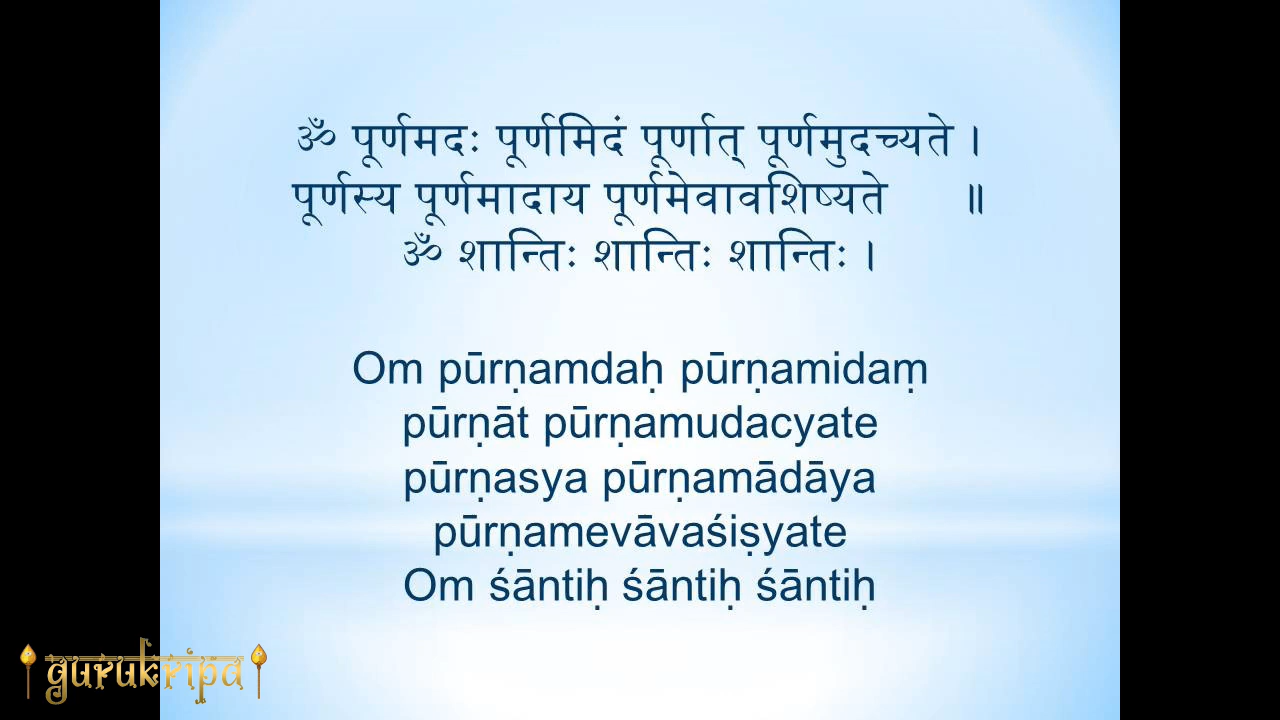 ॐ पूर्णमदः पूर्णमिदं पूर्णात् पूर्णमुदच्यते ।
पूर्णस्य पूर्णमादाय पूर्णमेवावशिष्यते ॥
ॐ शान्तिः शान्तिः शान्तिः ।
Om pūrṇamdaḥ pūrṇamidaṃ
pūrṇāt pūrṇamudacyate
pūrṇasya pūrṇamādāya
pūrṇamevāvaśiṣyate
Om śāntiḥ śāntiḥ śāntiḥ
gurukripa